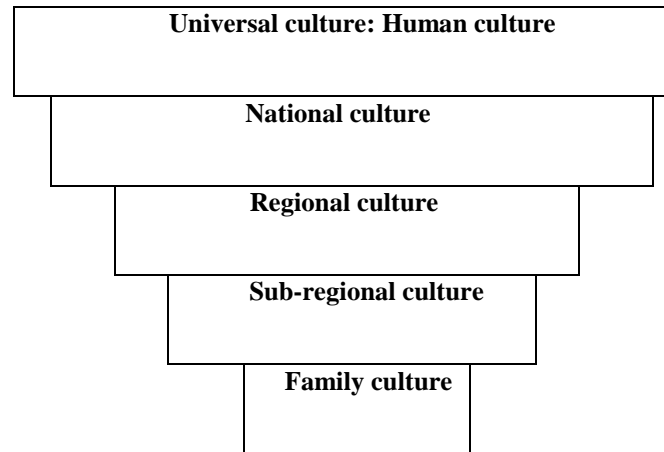 Universal culture: Human culture
National culture
Regional culture
Sub-regional culture
Family culture